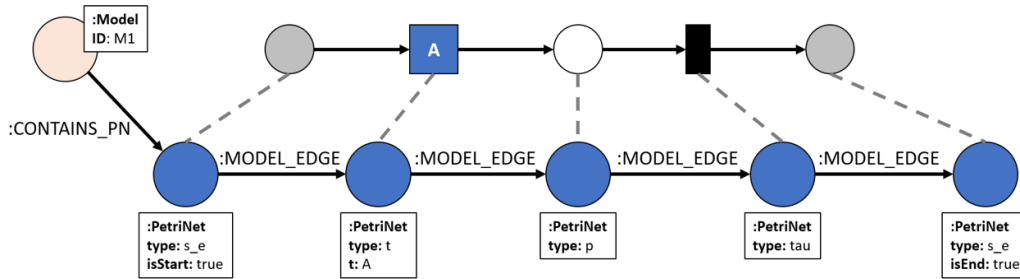 :Model
ID: M1
A
:CONTAINS_PN
:MODEL_EDGE
:MODEL_EDGE
:MODEL_EDGE
:MODEL_EDGE
:PetriNet
type: s_e
isStart: true
:PetriNet
type: t
t: A
:PetriNet
type: p
:PetriNet
type: tau
:PetriNet
type: s_e
isEnd: true